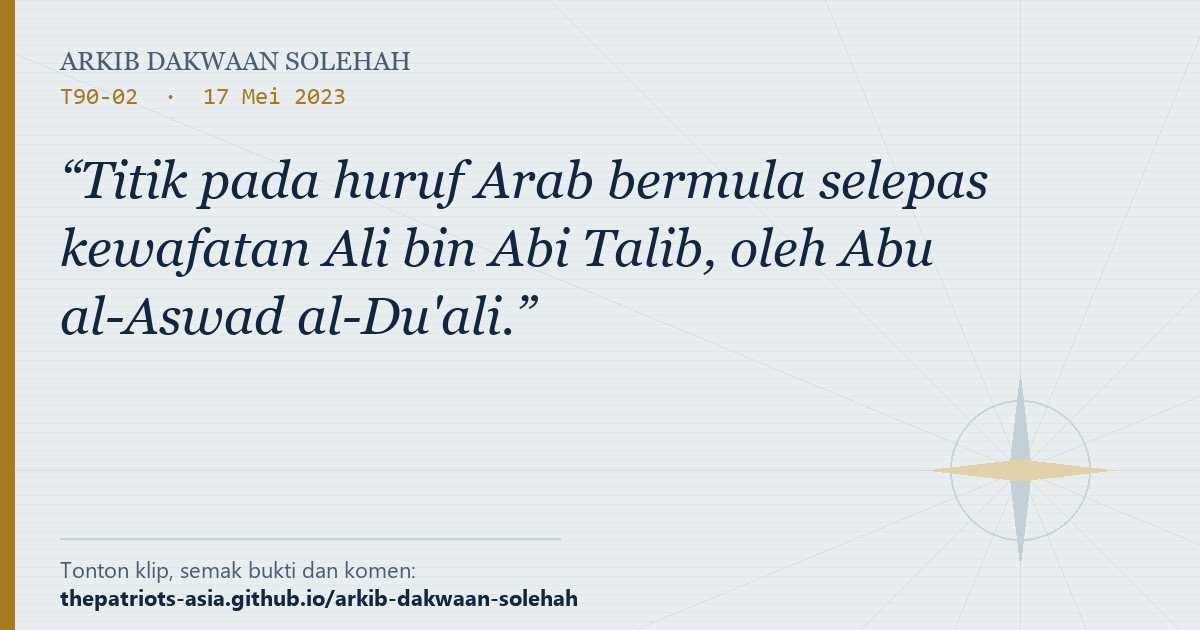 ARKIB DAKWAAN SOLEHAH
T90-02 · 17 Mei 2023
“Titik pada huruf Arab bermula selepas
kewafatan Ali bin Abi Talib, oleh Abu
al-Aswad al-Du'ali.”
Tonton klip, semak bukti dan komen:
thepatriots-asia.github.io/arkib-dakwaan-solehah